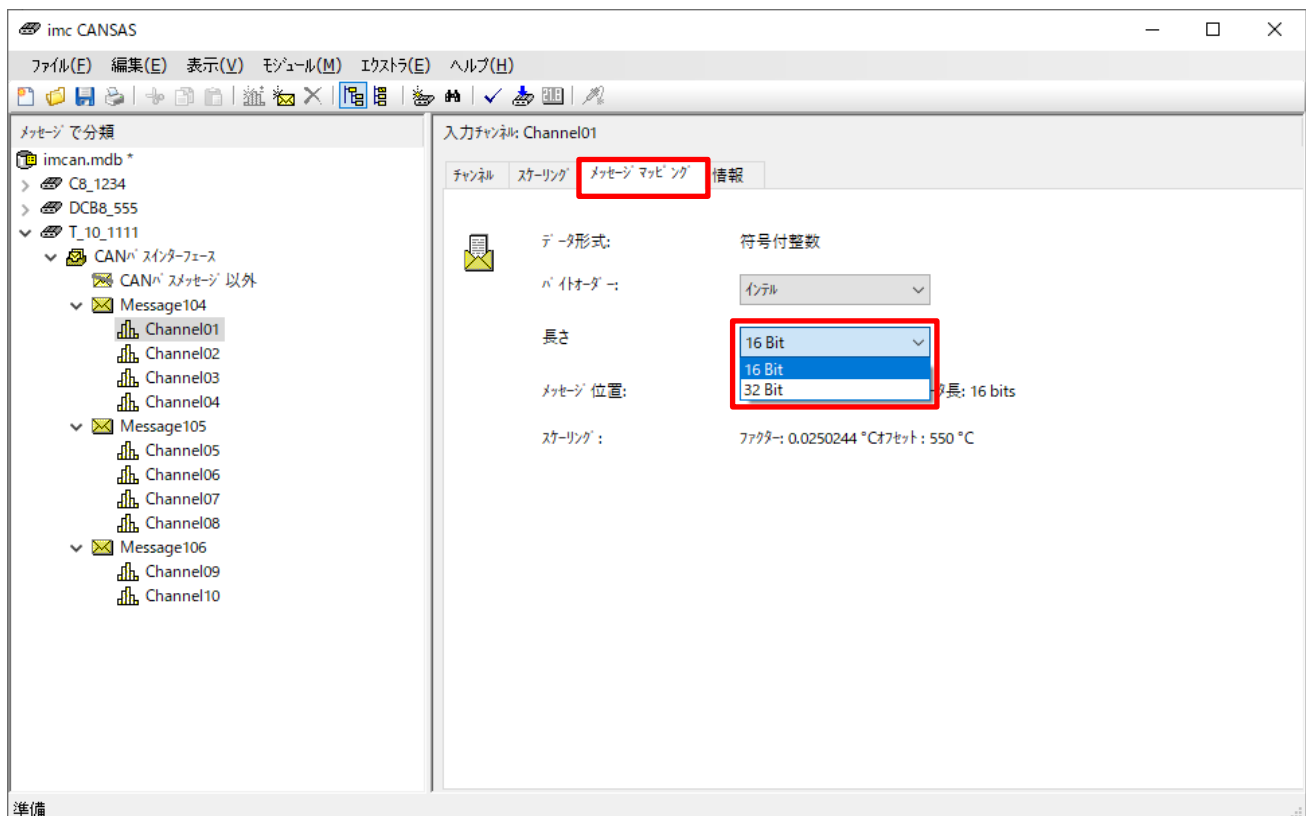 imc CANSAS
ファイル(F) 編集(E) 表示(V) モジュール(M) エクストラ(E) ヘルプ(H)
メッセージで分類
imcan.mdb *
C8_1234
DCB8_555
T_10_1111
CANバスインターフェース
CANバスメッセージ以外
Message104
Channel01
Channel02
Channel03
Channel04
Message105
Channel05
Channel06
Channel07
Channel08
Message106
Channel09
Channel10
入力チャンネル: Channel01
チャンネル スケーリング メッセージマッピング 情報
データ形式: 符号付整数
バイトオーダー: インテル
長さ 16 Bit
16 Bit
32 Bit
メッセージ位置: 長: 16 bits
スケーリング: ファクター: 0.0250244 °Cオフセット: 550 °C
準備